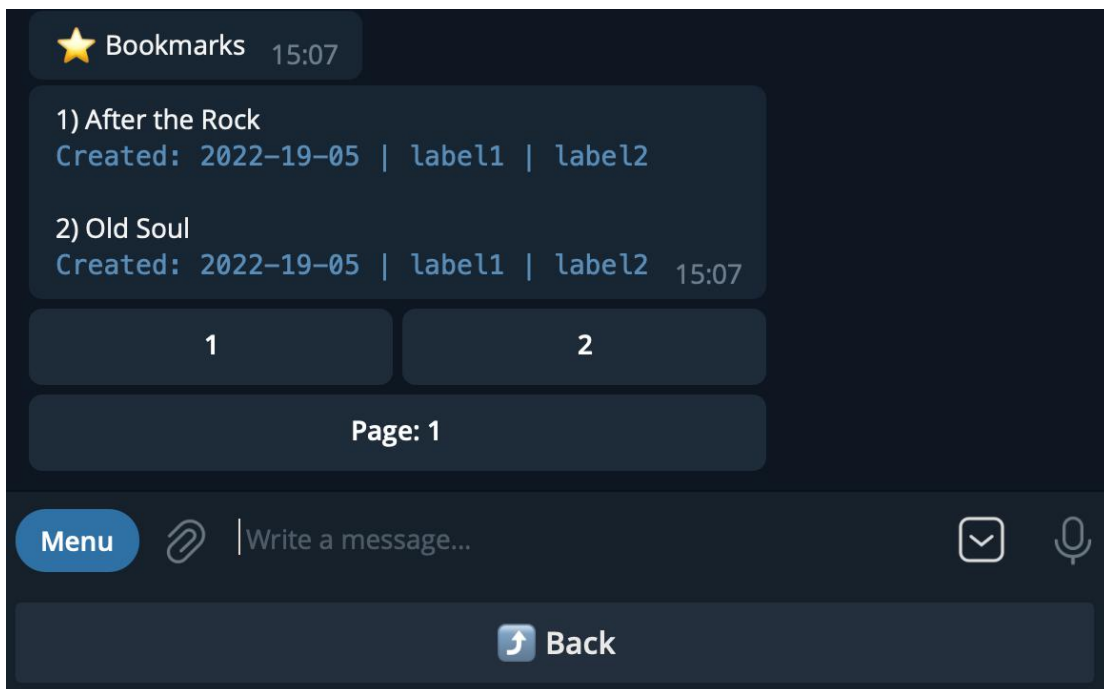 ⭐ Bookmarks 15:07
1) After the Rock
Created: 2022-19-05 | label1 | label2
2) Old Soul
Created: 2022-19-05 | label1 | label2 15:07
1 2
Page: 1
Menu Write a message...
⤴️ Back